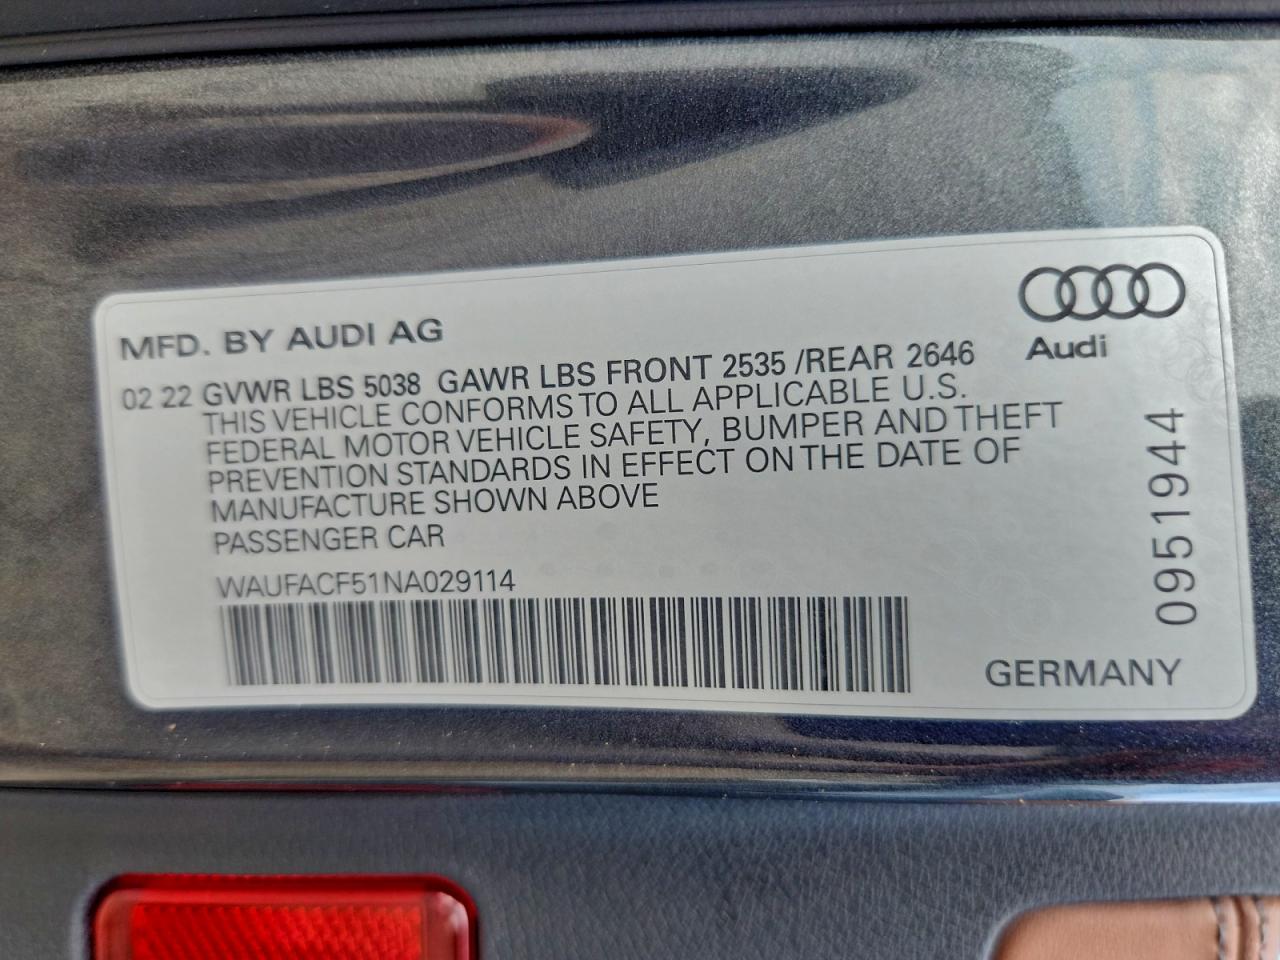 MFD. BY AUDI AG
Audi
02 22 GVWR LBS 5038 GAWR LBS FRONT 2535 /REAR 2646
THIS VEHICLE CONFORMS TO ALL APPLICABLE U.S.
FEDERAL MOTOR VEHICLE SAFETY, BUMPER AND THEFT
PREVENTION STANDARDS IN EFFECT ON THE DATE OF
MANUFACTURE SHOWN ABOVE
PASSENGER CAR
WAUFACF51NA029114
0951944
GERMANY